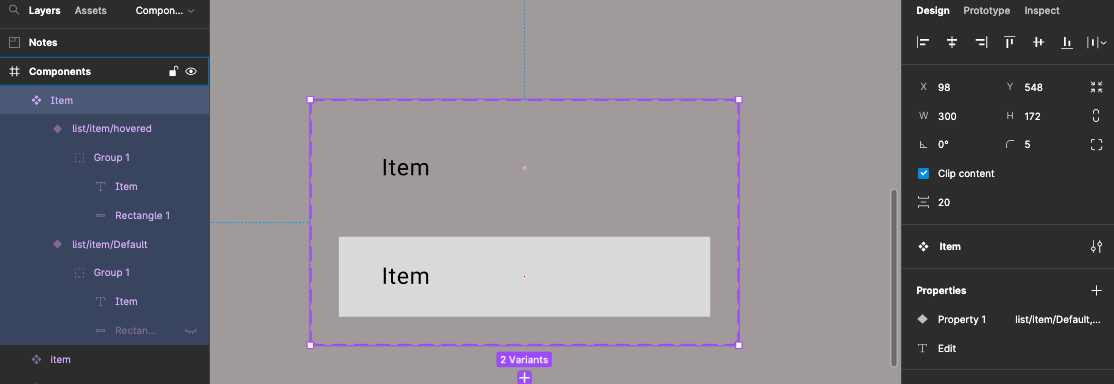 Layers Assets Compon...
Notes
Components
Item
list/item/hovered
Group 1
Item
Rectangle 1
list/item/Default
Group 1
Item
Rectan...
item
Item
Item
2 Variants
Design Prototype Inspect
X 98 Y 548
W 300 H 172
0° 5
Clip content
20
Item
Properties
Property 1 list/item/Default,...
Edit